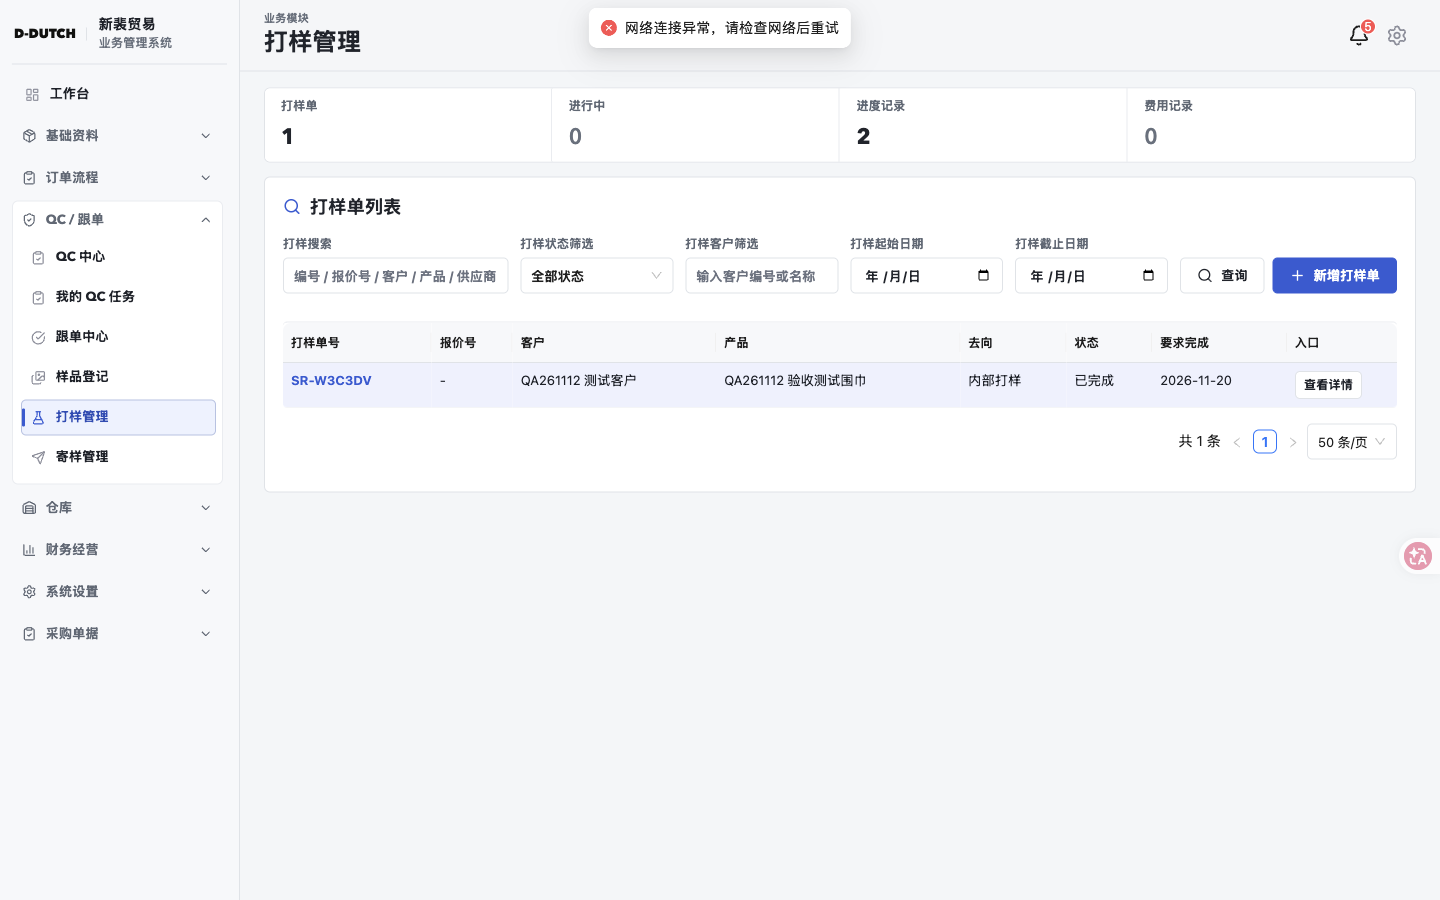 D-DUTCH
新装贸易
业务管理系统
工作台
基础资料
订单流程
QC / 跟单
QC 中心
我的 QC 任务
跟单中心
样品登记
打样管理
寄样管理
仓库
财务经营
系统设置
采购单据
业务模块
打样管理
网络连接异常，请检查网络后重试
5
打样单
1
进行中
0
进度记录
2
费用记录
0
打样单列表
打样搜索
编号 / 报价号 / 客户 / 产品 / 供应商
打样状态筛选
全部状态
打样客户筛选
输入客户编号或名称
打样起始日期
年 /月/日
打样截止日期
年 /月/日
查询
新增打样单
打样单号 报价号 客户 产品 去向 状态 要求完成 入口
SR-W3C3DV - QA261112 测试客户 QA261112 验收测试围巾 内部打样 已完成 2026-11-20 查看详情
共 1 条 1 50 条/页